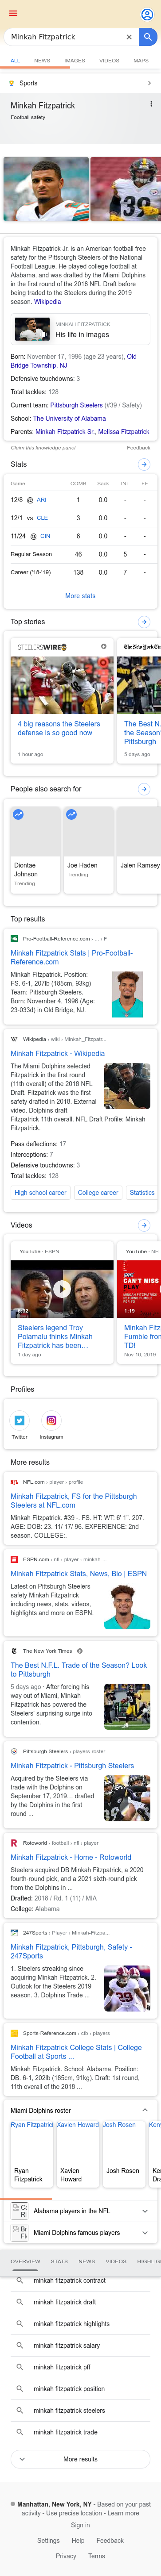 Minkah Fitzpatrick
ALL NEWS IMAGES VIDEOS MAPS
Sports
Minkah Fitzpatrick
Football safety
Minkah Fitzpatrick Jr. is an American football free
safety for the Pittsburgh Steelers of the National
Football League. He played college football at
Alabama, and was drafted by the Miami Dolphins
in the first round of the 2018 NFL Draft before
being traded to the Steelers during the 2019
season. Wikipedia
MINKAH FITZPATRICK
His life in images
Born: November 17, 1996 (age 23 years), Old
Bridge Township, NJ
Defensive touchdowns: 3
Total tackles: 128
Current team: Pittsburgh Steelers (#39 / Safety)
School: The University of Alabama
Parents: Minkah Fitzpatrick Sr., Melissa Fitzpatrick
Claim this knowledge panel
Feedback
Stats
Game COMB Sack INT FF
12/8 @ ARI 1 0.0 - -
12/1 vs CLE 3 0.0 - -
11/24 @ CIN 6 0.0 - -
Regular Season 46 0.0 5 -
Career ('18-'19) 138 0.0 7 -
More stats
Top stories
STEELERSWIRE
4 big reasons the Steelers
defense is so good now
1 hour ago
The New York Times
The Best N.
the Season'
Pittsburgh
5 days ago
People also search for
Diontae
Johnson
Trending
Joe Haden
Trending
Jalen Ramsey
Top results
Pro-Football-Reference.com › ... › F
Minkah Fitzpatrick Stats | Pro-Football-
Reference.com
Minkah Fitzpatrick. Position:
FS. 6-1, 207lb (185cm, 93kg)
Team: Pittsburgh Steelers.
Born: November 4, 1996 (Age:
23-033d) in Old Bridge, NJ.
Wikipedia › wiki › Minkah_Fitzpatr...
Minkah Fitzpatrick - Wikipedia
The Miami Dolphins selected
Fitzpatrick in the first round
(11th overall) of the 2018 NFL
Draft. Fitzpatrick was the first
safety drafted in 2018. External
video. Dolphins draft
Fitzpatrick 11th overall. NFL Draft Profile: Minkah
Fitzpatrick.
Pass deflections: 17
Interceptions: 7
Defensive touchdowns: 3
Total tackles: 128
High school career
College career
Statistics
Videos
YouTube · ESPN
Steelers legend Troy
Polamalu thinks Minkah
Fitzpatrick has been...
1 day ago
YouTube · NFL
CAN'T MISS
PLAY
1:19
Minkah Fitz
Fumble from
TD!
Nov 10, 2019
Profiles
Twitter
Instagram
More results
NFL.com › player › profile
Minkah Fitzpatrick, FS for the Pittsburgh
Steelers at NFL.com
Minkah Fitzpatrick. #39 -. FS. HT: WT: 6' 1". 207.
AGE: DOB: 23. 11/ 17/ 96. EXPERIENCE: 2nd
season. COLLEGE:.
ESPN.com › nfl › player › minkah-...
Minkah Fitzpatrick Stats, News, Bio | ESPN
Latest on Pittsburgh Steelers
safety Minkah Fitzpatrick
including news, stats, videos,
highlights and more on ESPN.
The New York Times
The Best N.F.L. Trade of the Season? Look
to Pittsburgh
5 days ago · After forcing his
way out of Miami, Minkah
Fitzpatrick has powered the
Steelers' surprising surge into
contention.
Pittsburgh Steelers › players-roster
Minkah Fitzpatrick - Pittsburgh Steelers
Acquired by the Steelers via
trade with the Dolphins on
September 17, 2019.... drafted
by the Dolphins in the first
round ...
Rotoworld › football › nfl › player
Minkah Fitzpatrick - Home - Rotoworld
Steelers acquired DB Minkah Fitzpatrick, a 2020
fourth-round pick, and a 2021 sixth-round pick
from the Dolphins in ...
Drafted: 2018 / Rd. 1 (11) / MIA
College: Alabama
247Sports › Player › Minkah-Fitzpa...
Minkah Fitzpatrick, Pittsburgh, Safety -
247Sports
1. Steelers streaking since
acquiring Minkah Fitzpatrick. 2.
Outlook for the Steelers 2019
season. 3. Dolphins Trade ...
Sports-Reference.com › cfb › players
Minkah Fitzpatrick College Stats | College
Football at Sports ...
Minkah Fitzpatrick. School: Alabama. Position:
DB. 6-1, 202lb (185cm, 91kg). Draft: 1st round,
11th overall of the 2018 ...
Miami Dolphins roster
Ryan Fitzpatrick Xavien Howard Josh Rosen
Ryan
Fitzpatrick
Xavien
Howard
Josh Rosen
Alabama players in the NFL
Miami Dolphins famous players
OVERVIEW STATS NEWS VIDEOS HIGHLIG
minkah fitzpatrick contract
minkah fitzpatrick draft
minkah fitzpatrick highlights
minkah fitzpatrick salary
minkah fitzpatrick pff
minkah fitzpatrick position
minkah fitzpatrick steelers
minkah fitzpatrick trade
More results
Manhattan, New York, NY - Based on your past
activity - Use precise location - Learn more
Sign in
Settings Help Feedback
Privacy Terms